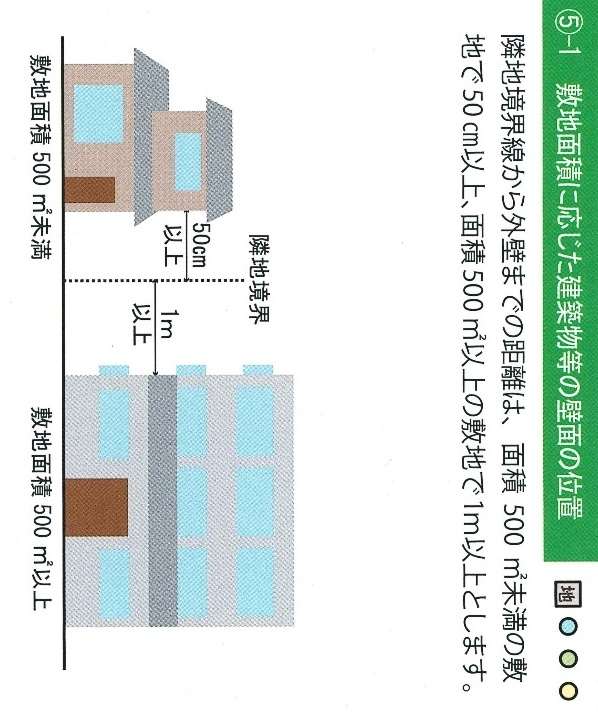 ⑤-1 敷地面積に応じた建築物等の壁面の位置
地
隣地境界線から外壁までの距離は、面積 500 ㎡未満の敷
地で 50 cm以上、面積 500 ㎡以上の敷地で 1m以上とします。
隣地境界
50cm
以上
1m
以上
敷地面積 500 ㎡未満
敷地面積 500 ㎡以上